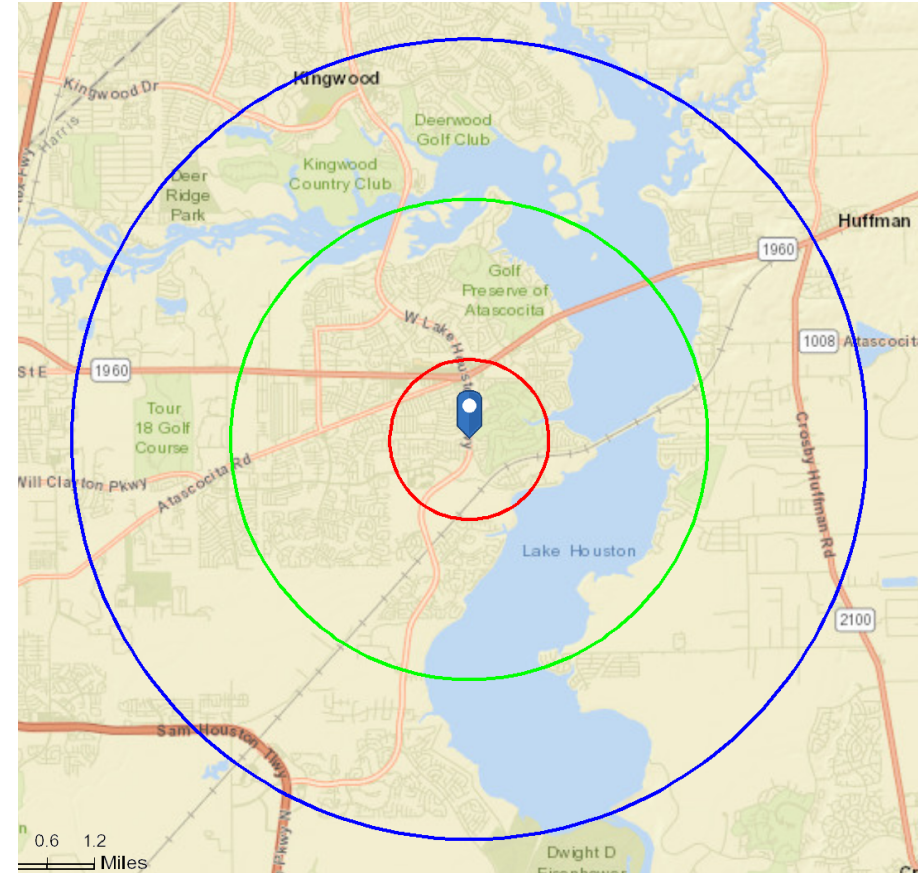 Kingwood
Kingwood Dr
Harris
Deerwood
Golf Club
Kingwood
Country Club
Deer
Ridge
Park
Fwy
Huffman
1960
Golf
Preserve of
Atascocita
W Lake Houston
1008
Atascocita
St E
1960
Tour
18 Golf
Course
Will Clayton Pkwy
Atascocita Rd
Crosby Huffman Rd
Lake Houston
2100
Sam Houston Tlwy
Pkwy N
0.6 1.2
Miles
Dwight D
Eisenhower